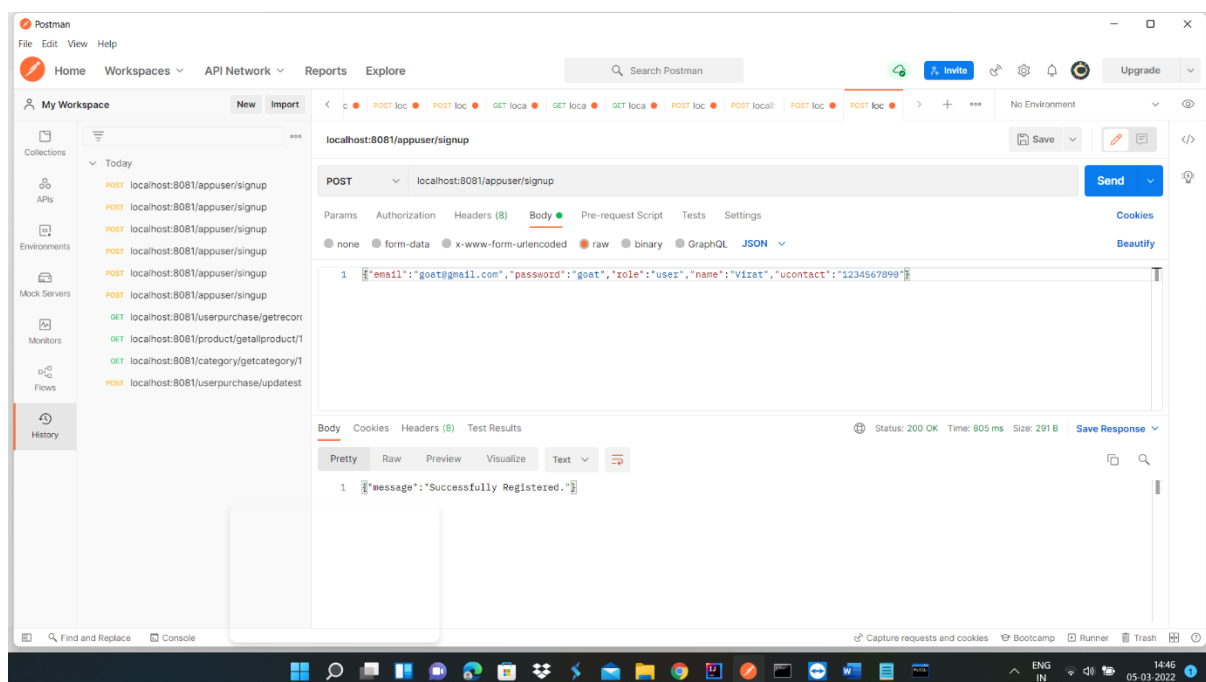 Postman
File Edit View Help
Home Workspaces API Network Reports Explore Search Postman Invite Upgrade
My Workspace New Import
c POST loc POST loc GET loca GET loca GET loca POST loc POST local POST loc POST loc No Environment
Collections
APIs
Environments
Mock Servers
Monitors
Flows
History
Today
POST localhost:8081/appuser/signup
POST localhost:8081/appuser/signup
POST localhost:8081/appuser/signup
POST localhost:8081/appuser/singup
POST localhost:8081/appuser/singup
POST localhost:8081/appuser/singup
GET localhost:8081/userpurchase/getrecord
GET localhost:8081/product/getallproduct/1
GET localhost:8081/category/getcategory/1
POST localhost:8081/userpurchase/updatest
localhost:8081/appuser/signup Save
POST localhost:8081/appuser/signup Send
Params Authorization Headers (8) Body Pre-request Script Tests Settings Cookies
none form-data x-www-form-urlencoded raw binary GraphQL JSON Beautify
1 {"email":"goat@gmail.com","password":"goat","role":"user","name":"Virat","ucontact":"1234567890"}
Body Cookies Headers (8) Test Results Status: 200 OK Time: 805 ms Size: 291 B Save Response
Pretty Raw Preview Visualize Text
1 {"message":"Successfully Registered."}
Find and Replace Console Capture requests and cookies Bootcamp Runner Trash
ENG
IN
14:46
05-03-2022
1